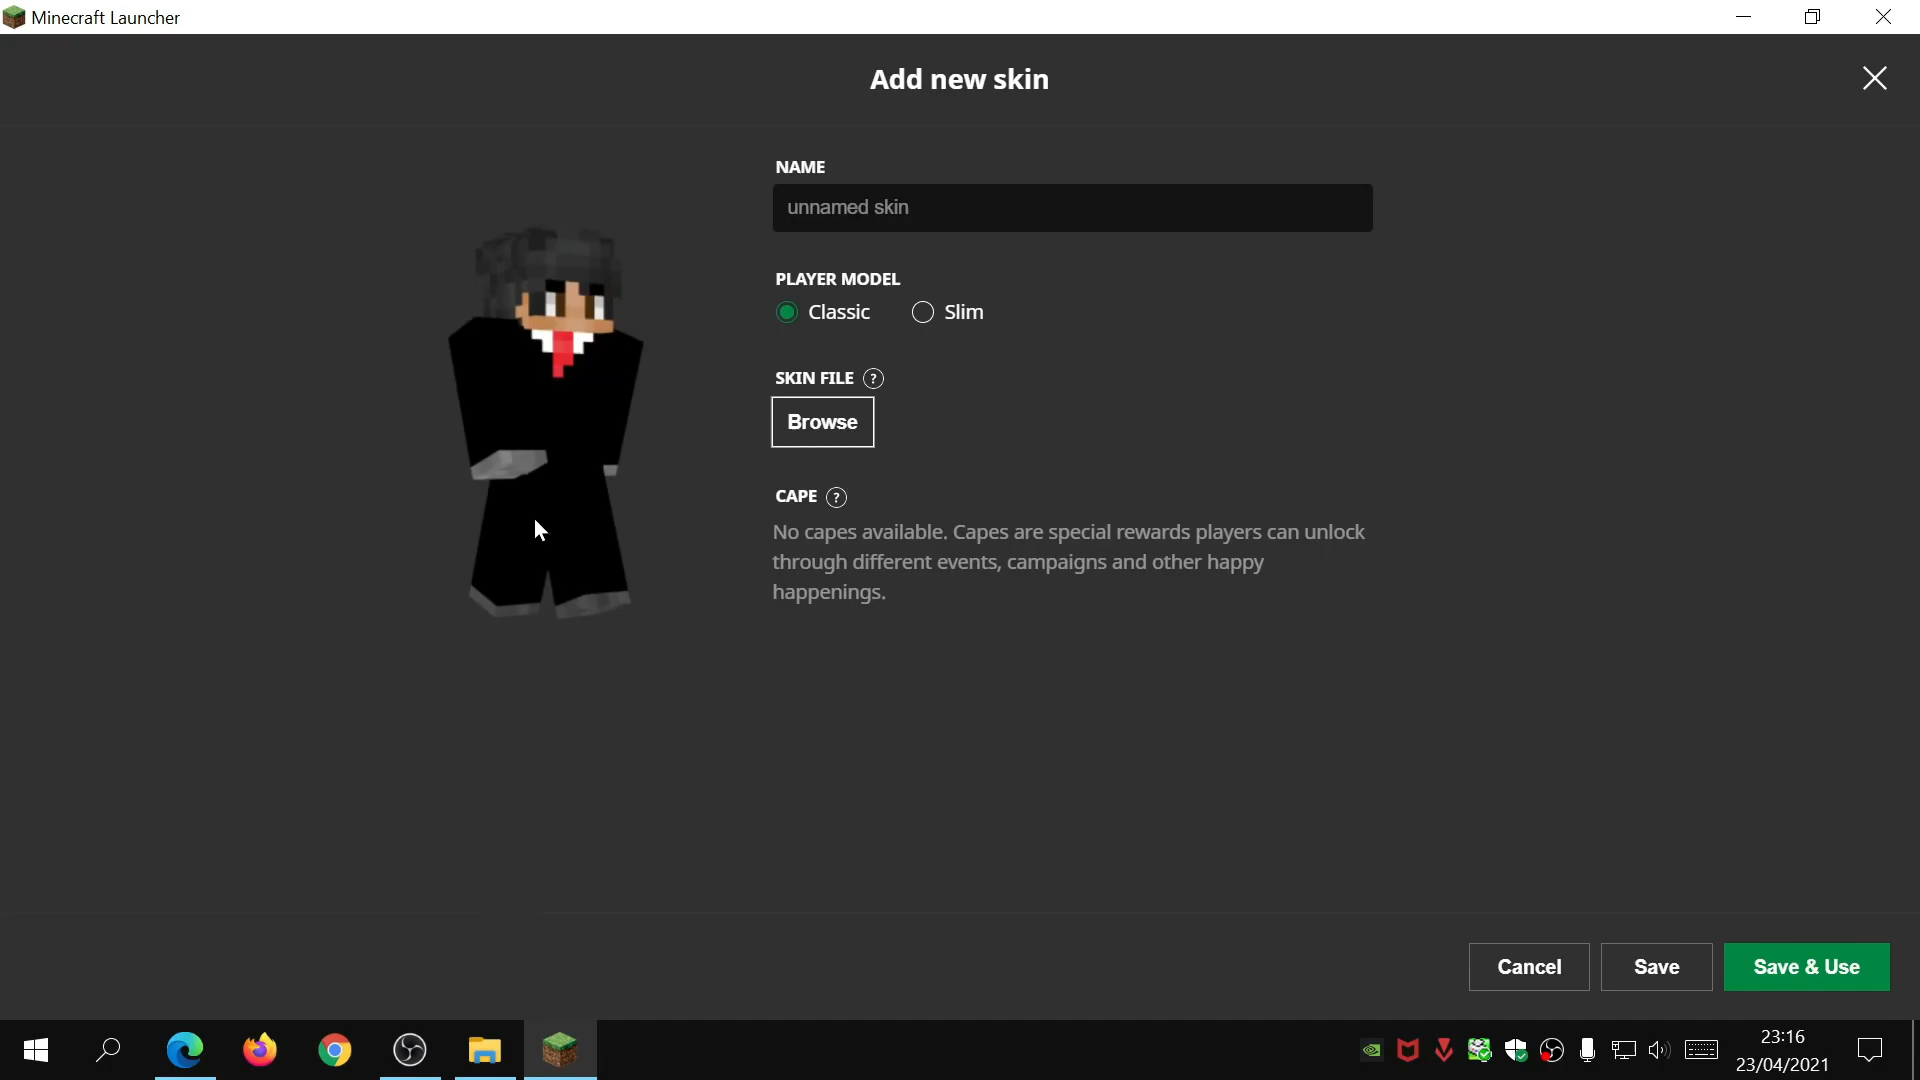 Minecraft Launcher
Add new skin
NAME
unnamed skin
PLAYER MODEL
Classic
Slim
SKIN FILE ?
Browse
CAPE ?
No capes available. Capes are special rewards players can unlock
through different events, campaigns and other happy
happenings.
Cancel
Save
Save & Use
23:16
23/04/2021